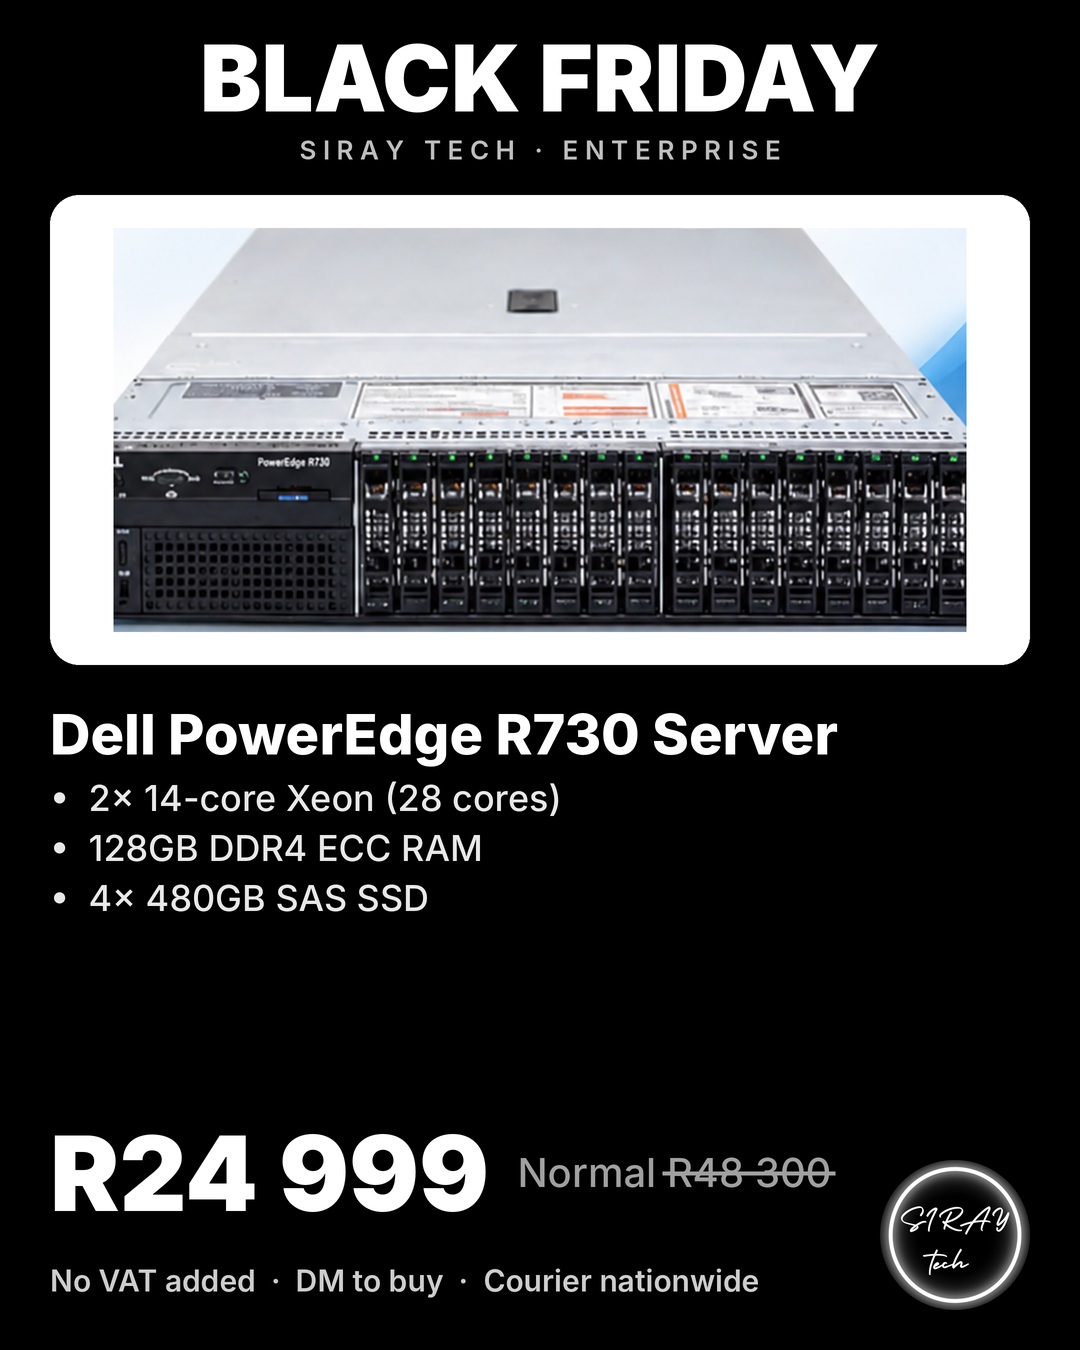 BLACK FRIDAY
SIRAY TECH · ENTERPRISE
PowerEdge R730
Dell PowerEdge R730 Server
• 2× 14-core Xeon (28 cores)
• 128GB DDR4 ECC RAM
• 4× 480GB SAS SSD
R24 999 Normal R48 300
SIRAY
tech
No VAT added · DM to buy · Courier nationwide